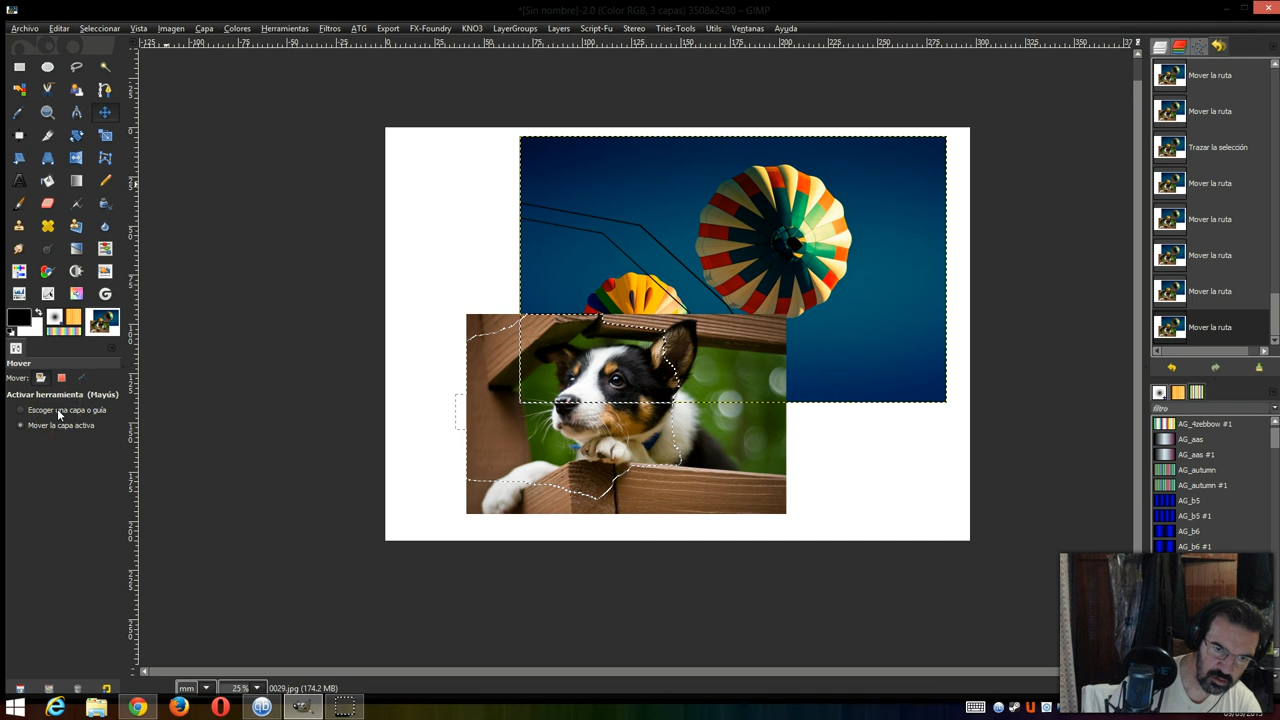 *[Sin nombre]-2.0 (Color RGB, 3 capas) 3508x2480 – GIMP
Archivo Editar Seleccionar Vista Imagen Capa Colores Herramientas Filtros ATG Export FX-Foundry KNO3 LayerGroups Layers Script-Fu Stereo Tries-Tools Utils Ventanas Ayuda
Mover la ruta
Mover la ruta
Trazar la selección
Mover la ruta
Mover la ruta
Mover la ruta
Mover la ruta
Mover la ruta
Mover
Mover:
Activar herramienta (Mayús)
Escoger una capa o guía
Mover la capa activa
filtro
AG_4zebbow #1
AG_aas
AG_aas #1
AG_autumn
AG_autumn #1
AG_b5
AG_b5 #1
AG_b6
AG_b6 #1
mm 25 % 0029.jpg (174.2 MB)